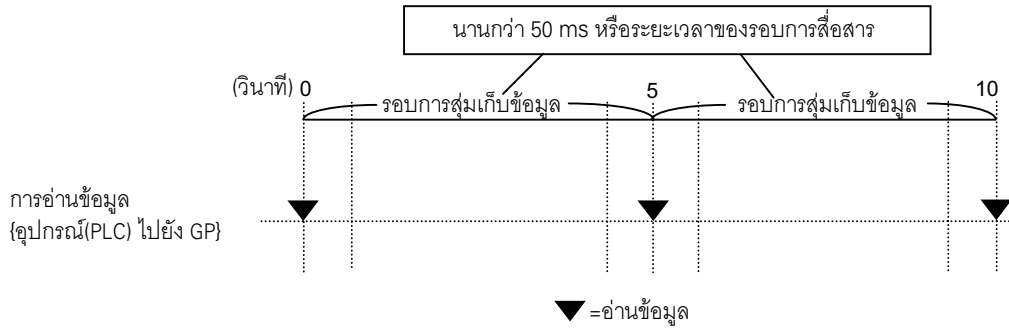 นานกว่า 50 ms หรือระยะเวลาของรอบการสื่อสาร
(วินาที) 0 5 10
รอบการสุ่มเก็บข้อมูล รอบการสุ่มเก็บข้อมูล
การอ่านข้อมูล
{อุปกรณ์(PLC) ไปยัง GP}
=อ่านข้อมูล